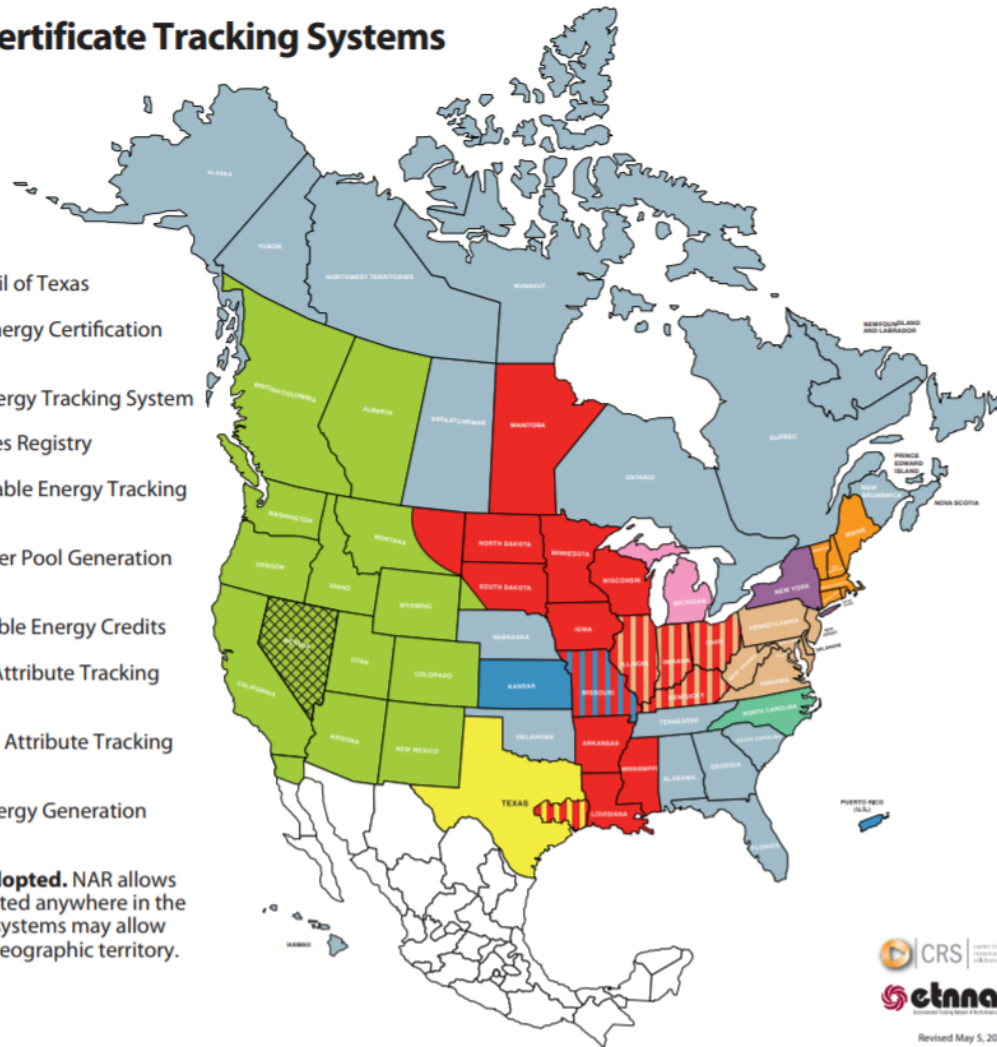 ertificate Tracking Systems
il of Texas
nergy Certification
ergy Tracking System
es Registry
able Energy Tracking
er Pool Generation
ble Energy Credits
Attribute Tracking
Attribute Tracking
ergy Generation
dopted. NAR allows
ted anywhere in the
systems may allow
eographic territory.
ALASKA
YUKON
NORTHWEST TERRITORIES
NUNAVUT
NEWFOUNDLAND
AND LABRADOR
BRITISH COLUMBIA
ALBERTA
SASKATCHEWAN
MANITOBA
ONTARIO
QUÉBEC
PRINCE
EDWARD
ISLAND
NEW
BRUNSWICK
NOVA SCOTIA
WASHINGTON
MONTANA
NORTH DAKOTA
MINNESOTA
MAINE
OREGON
IDAHO
WYOMING
SOUTH DAKOTA
WISCONSIN
MICHIGAN
NEW YORK
NEBRASKA
IOWA
ILLINOIS
INDIANA
OHIO
PENNSYLVANIA
UTAH
COLORADO
KANSAS
MISSOURI
KENTUCKY
VIRGINIA
CALIFORNIA
ARIZONA
NEW MEXICO
OKLAHOMA
ARKANSAS
TENNESSEE
NORTH CAROLINA
SOUTH CAROLINA
TEXAS
LOUISIANA
MISSISSIPPI
ALABAMA
GEORGIA
FLORIDA
PUERTO RICO
(U.S.)
HAWAII
CRS
etnna
Revised May 5, 20